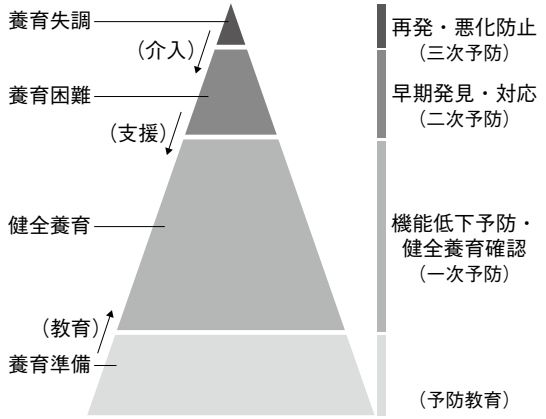 養育失調
(介入)
養育困難
(支援)
健全養育
(教育)
養育準備
再発・悪化防止
(三次予防)
早期発見・対応
(二次予防)
機能低下予防・
健全養育確認
(一次予防)
(予防教育)